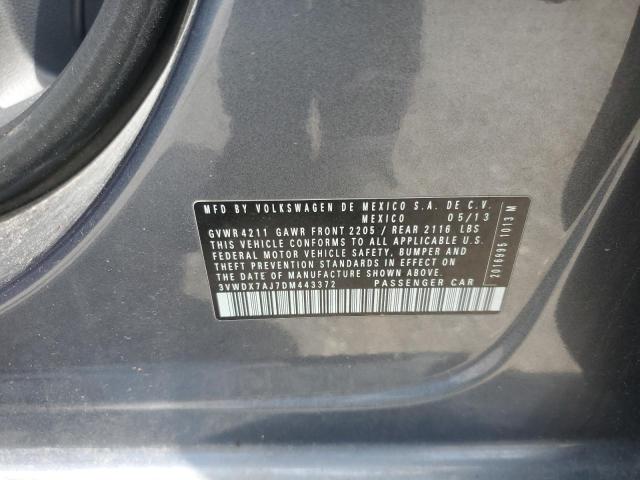 MFD BY VOLKSWAGEN DE MEXICO S.A. DE C.V.
MEXICO 05/13
GVWR 4211 GAWR FRONT 2205 / REAR 2116 LBS
THIS VEHICLE CONFORMS TO ALL APPLICABLE U.S.
FEDERAL MOTOR VEHICLE SAFETY, BUMPER AND
THEFT PREVENTION STANDARDS IN EFFECT ON THE
DATE OF MANUFACTURE SHOWN ABOVE.
3VWDX7AJ7DM443372 PASSENGER CAR
2016995 1013 M